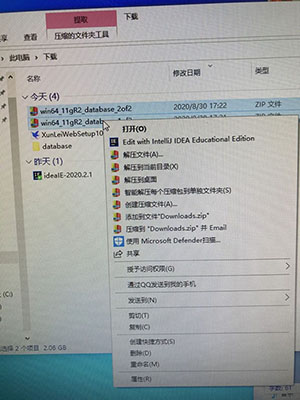 提取
下载
享
查看
压缩的文件夹工具
此电脑
下载
修改日期
类型
今天 (4)
win64_11gR2_database_2of2
2020/8/30 17:22
ZIP 文件
win64_11gR2_databa
XunLeiWebSetup10
database
昨天 (1)
ideaIE-2020.2.1
打开(O)
Edit with IntelliJ IDEA Educational Edition
解压文件(A)...
解压到当前目录(X)
解压到桌面
智能解压每个压缩包到单独文件夹(S)
创建压缩文件(A)...
添加到文件"Downloads.zip"
压缩到 "Downloads.zip" 并 Email
使用 Microsoft Defender扫描...
共享
授予访问权限(G)
通过QQ发送到我的手机
发送到(N)
剪切(T)
复制(C)
创建快捷方式(S)
删除(D)
重命名(M)
属性(R)
(C:)
选择 2 个项目
2.08 GB